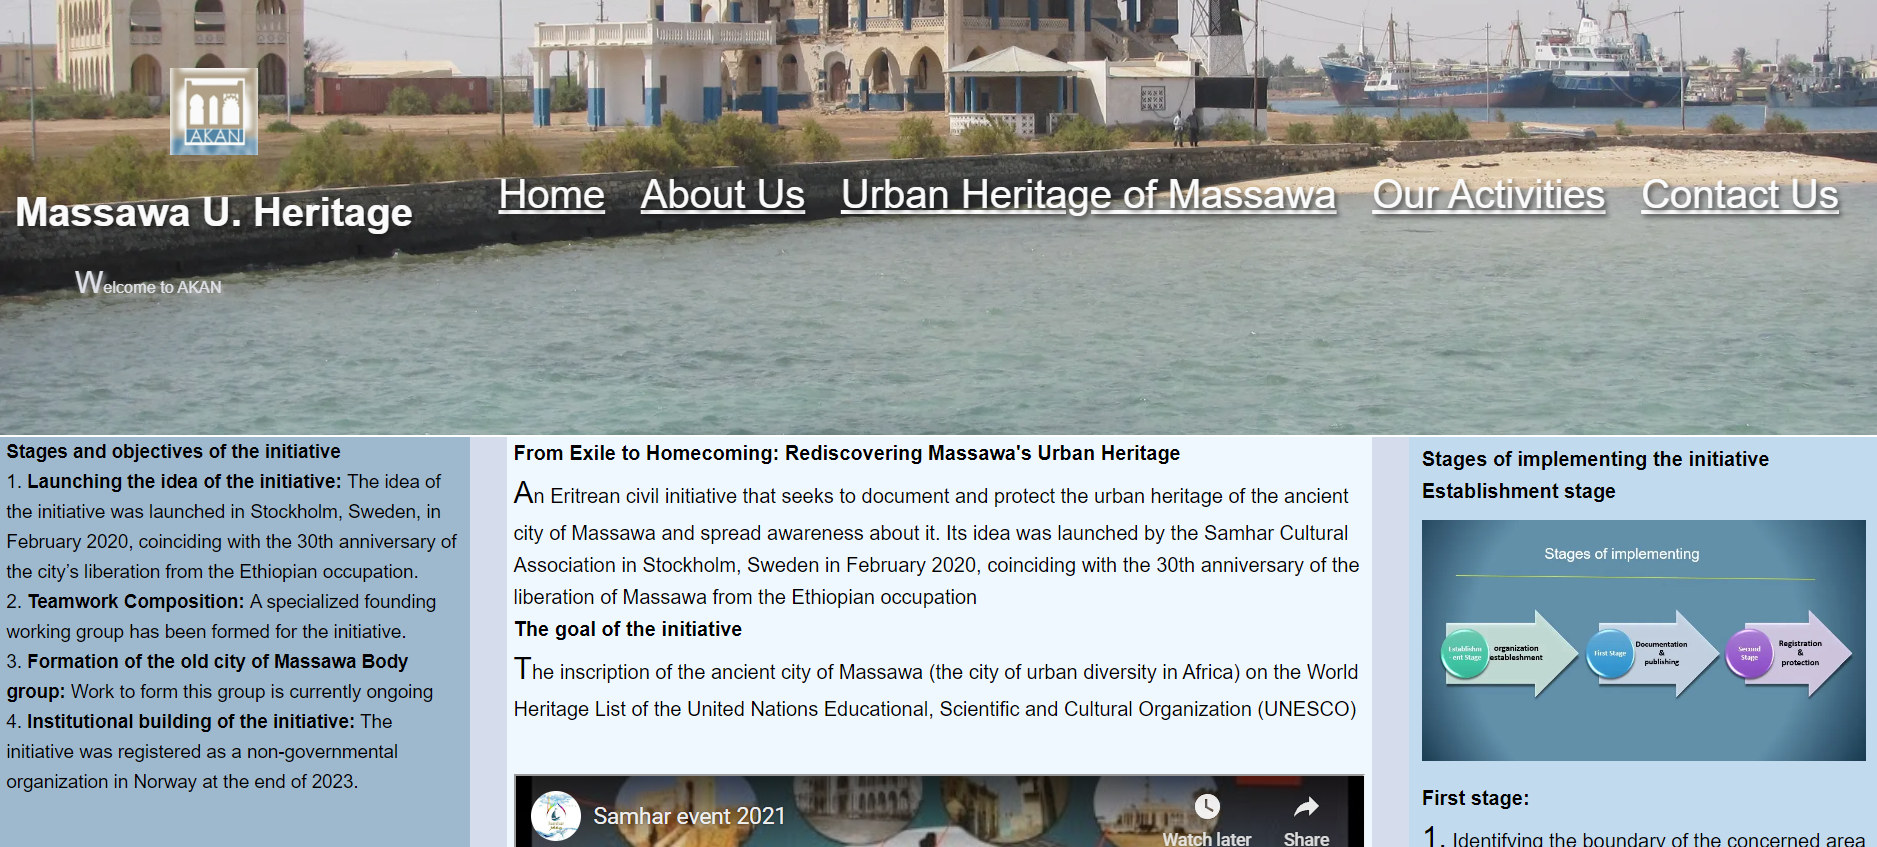 AKAN
Massawa U. Heritage
Home About Us Urban Heritage of Massawa Our Activities Contact Us
Welcome to AKAN
Stages and objectives of the initiative
1. Launching the idea of the initiative: The idea of
the initiative was launched in Stockholm, Sweden, in
February 2020, coinciding with the 30th anniversary of
the city’s liberation from the Ethiopian occupation.
2. Teamwork Composition: A specialized founding
working group has been formed for the initiative.
3. Formation of the old city of Massawa Body
group: Work to form this group is currently ongoing
4. Institutional building of the initiative: The
initiative was registered as a non-governmental
organization in Norway at the end of 2023.
From Exile to Homecoming: Rediscovering Massawa's Urban Heritage
An Eritrean civil initiative that seeks to document and protect the urban heritage of the ancient
city of Massawa and spread awareness about it. Its idea was launched by the Samhar Cultural
Association in Stockholm, Sweden in February 2020, coinciding with the 30th anniversary of the
liberation of Massawa from the Ethiopian occupation
The goal of the initiative
The inscription of the ancient city of Massawa (the city of urban diversity in Africa) on the World
Heritage List of the United Nations Educational, Scientific and Cultural Organization (UNESCO)
Samhar event 2021
Watch later
Share
Stages of implementing the initiative
Establishment stage
Stages of implementing
Establishm
ent Stage
organization
establishment
First Stage
Documentation
&
publishing
Second
Stage
Registration
&
protection
First stage:
1. Identifying the boundary of the concerned area